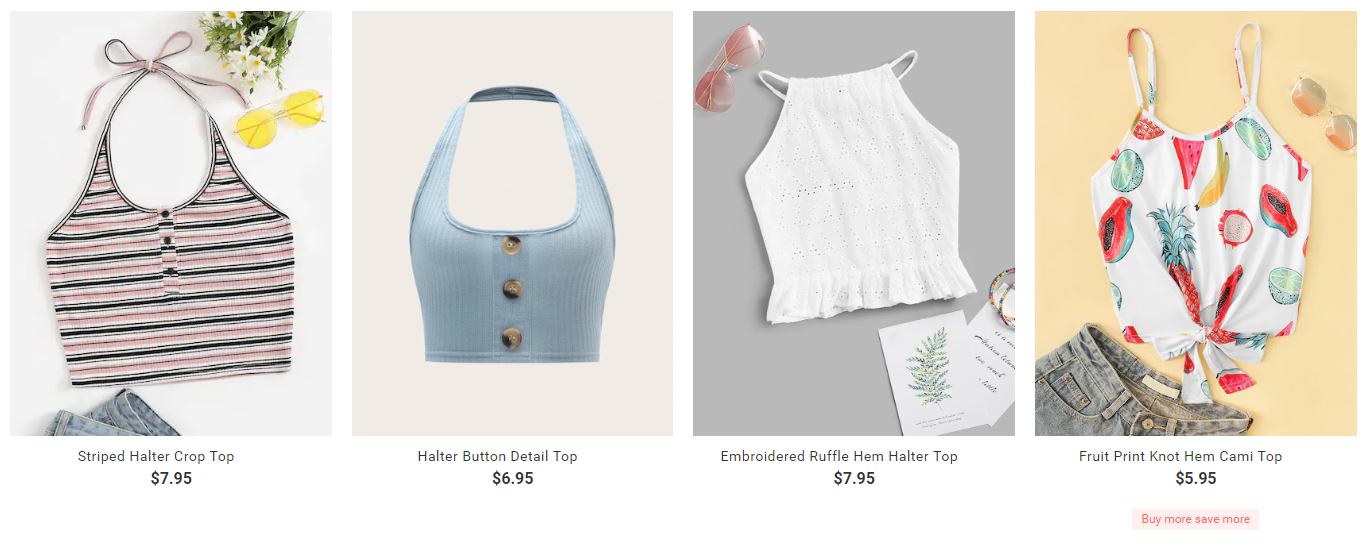 Striped Halter Crop Top
$7.95
Halter Button Detail Top
$6.95
Embroidered Ruffle Hem Halter Top
$7.95
Fruit Print Knot Hem Cami Top
$5.95
Buy more save more